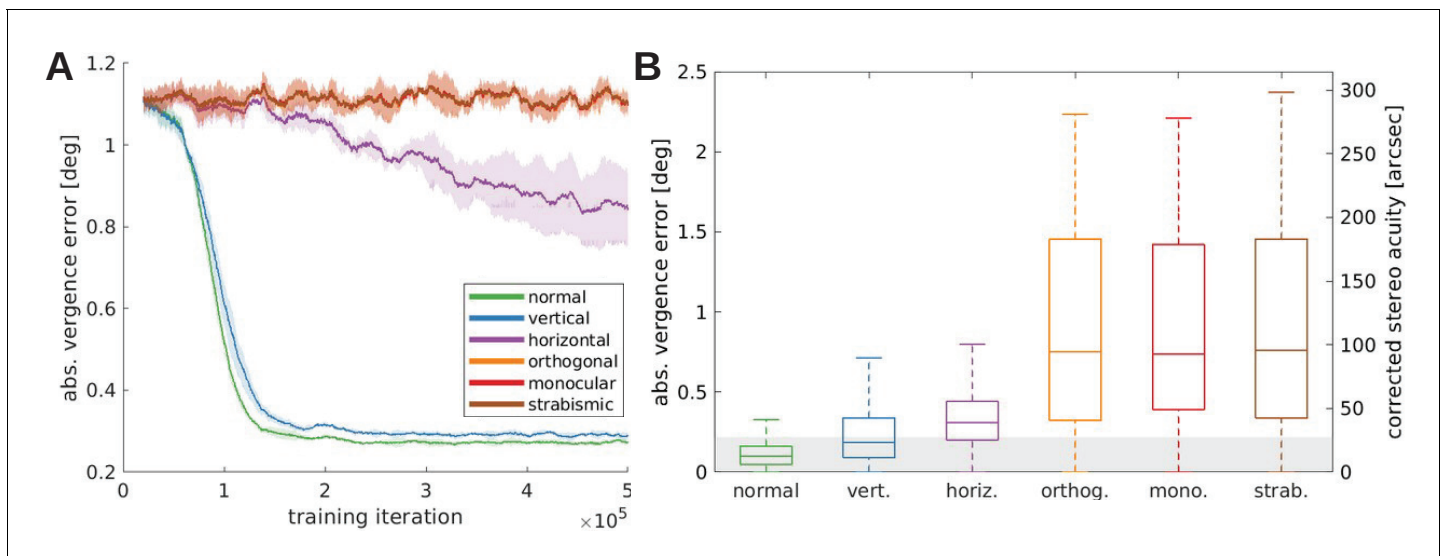 A
1.2
1
0.8
0.6
0.4
0.2
abs. vergence error [deg]
0 1 2 3 4 5
training iteration
×10⁵
normal
vertical
horizontal
orthogonal
monocular
strabismic
B
2.5
2
1.5
1
0.5
0
abs. vergence error [deg]
normal vert. horiz. orthog. mono. strab.
300
250
200
150
100
50
0
corrected stereo acuity [arcsec]